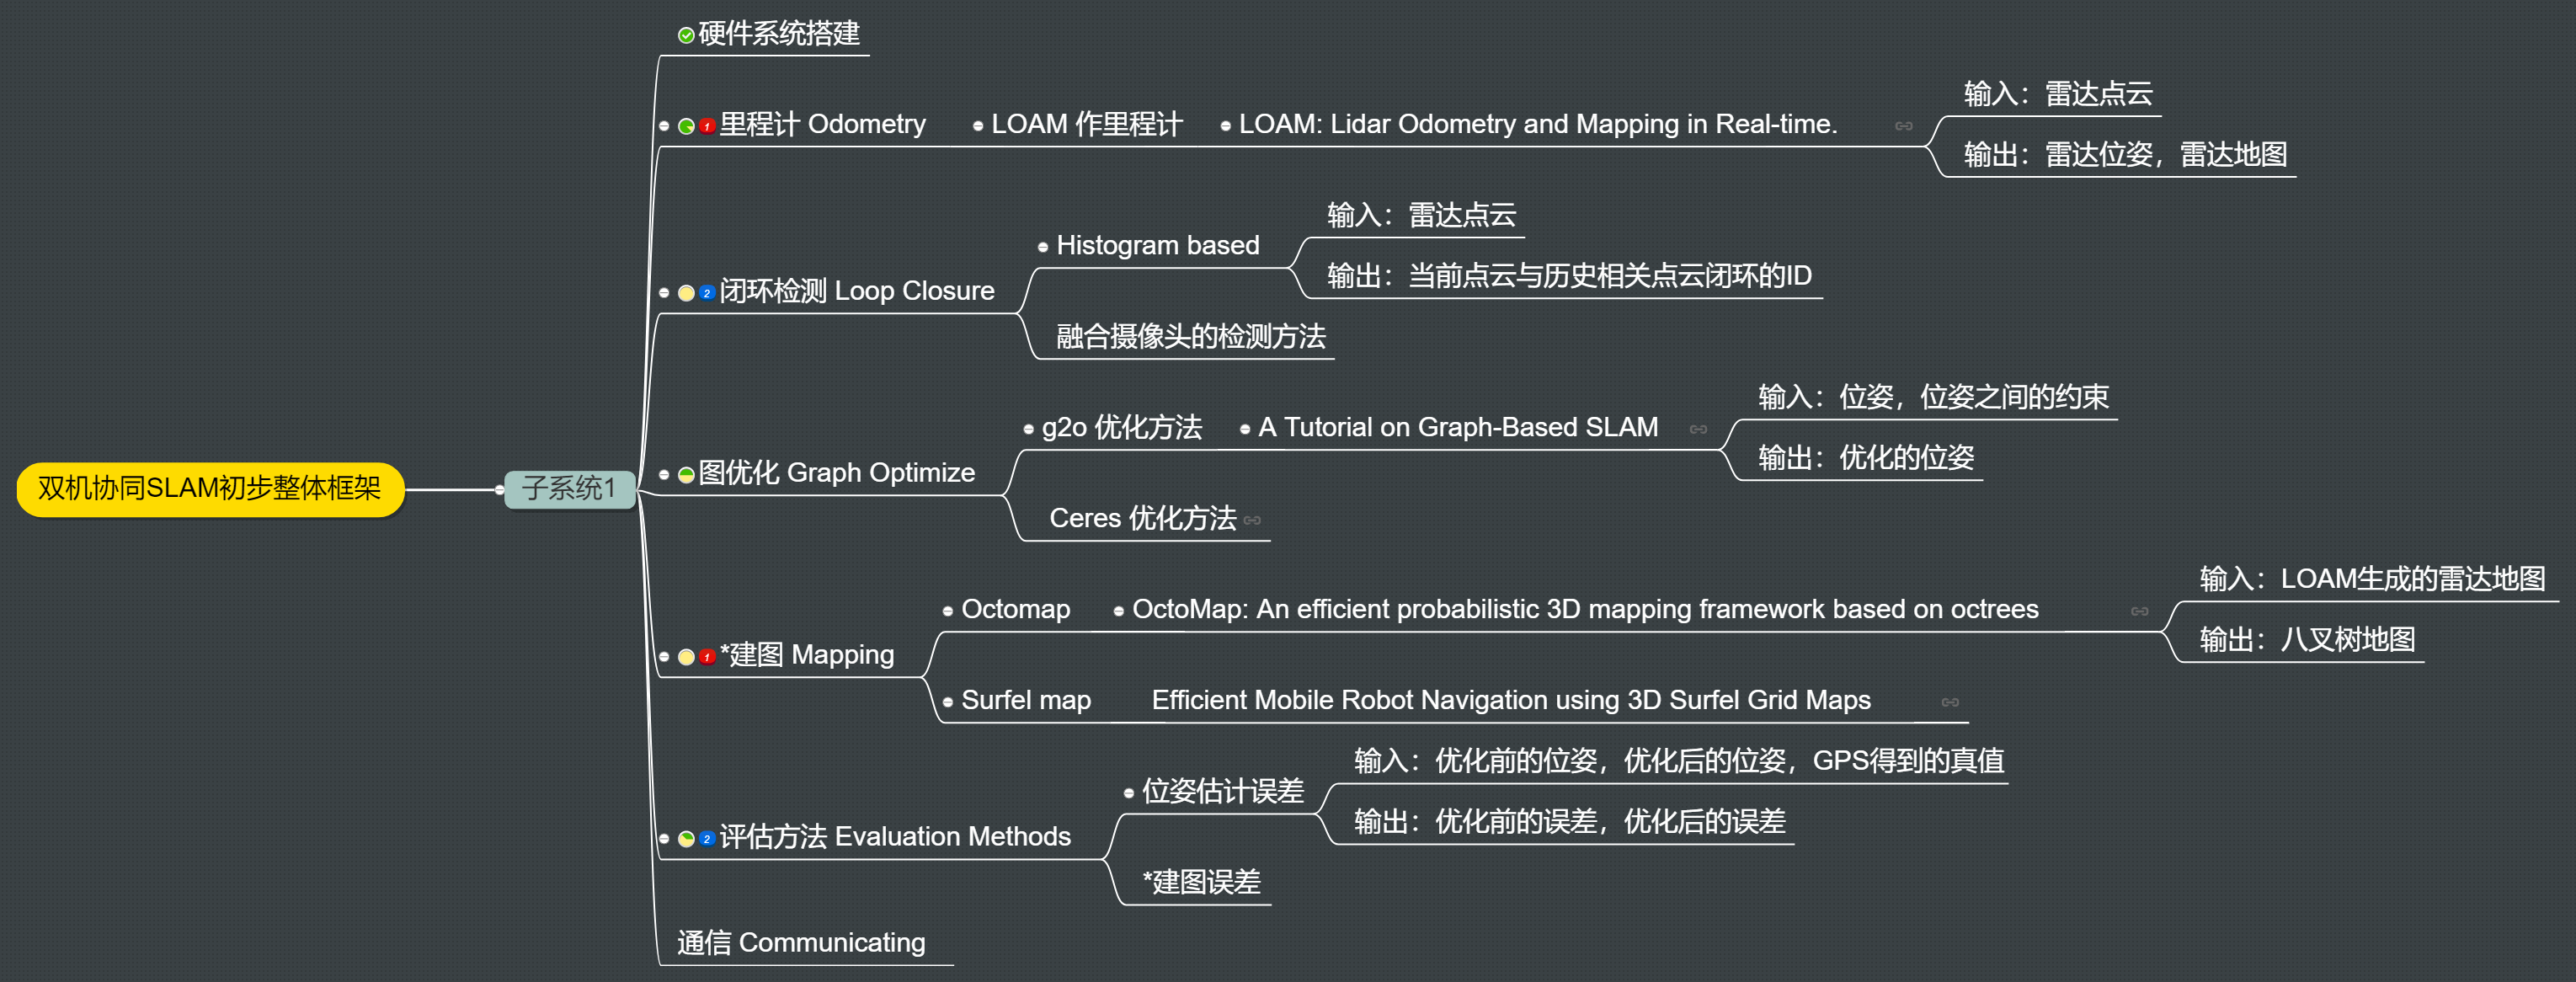 双机协同SLAM初步整体框架
子系统1
硬件系统搭建
1 里程计 Odometry
LOAM 作里程计
LOAM: Lidar Odometry and Mapping in Real-time.
输入：雷达点云
输出：雷达位姿，雷达地图
2 闭环检测 Loop Closure
Histogram based
输入：雷达点云
输出：当前点云与历史相关点云闭环的ID
融合摄像头的检测方法
图优化 Graph Optimize
g2o 优化方法
A Tutorial on Graph-Based SLAM
输入：位姿，位姿之间的约束
输出：优化的位姿
Ceres 优化方法
1 *建图 Mapping
Octomap
OctoMap: An efficient probabilistic 3D mapping framework based on octrees
输入：LOAM生成的雷达地图
输出：八叉树地图
Surfel map
Efficient Mobile Robot Navigation using 3D Surfel Grid Maps
2 评估方法 Evaluation Methods
位姿估计误差
输入：优化前的位姿，优化后的位姿，GPS得到的真值
输出：优化前的误差，优化后的误差
*建图误差
通信 Communicating